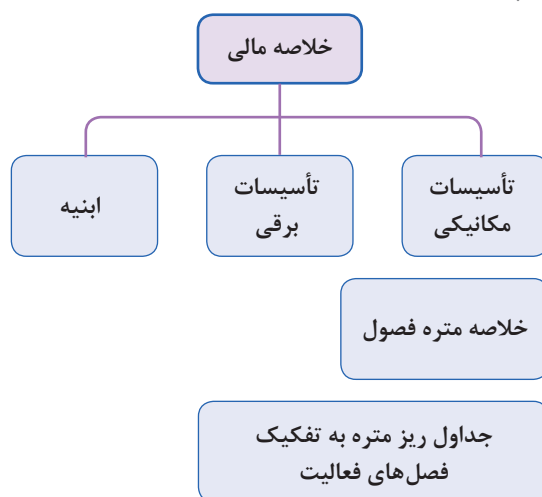 خلاصه مالی
تأسیسات
مکانیکی
تأسیسات
برقی
ابنیه
خلاصه متره فصول
جداول ریز متره به تفکیک
فصل‌های فعالیت